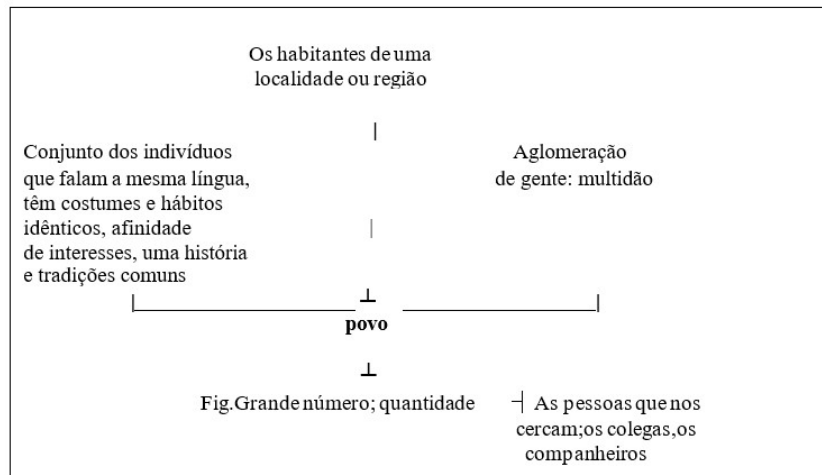 Os habitantes de uma
localidade ou região
Conjunto dos indivíduos
que falam a mesma língua,
têm costumes e hábitos
idênticos, afinidade
de interesses, uma história
e tradições comuns
Aglomeração
de gente: multidão
povo
Fig.Grande número; quantidade
As pessoas que nos
cercam;os colegas,os
companheiros